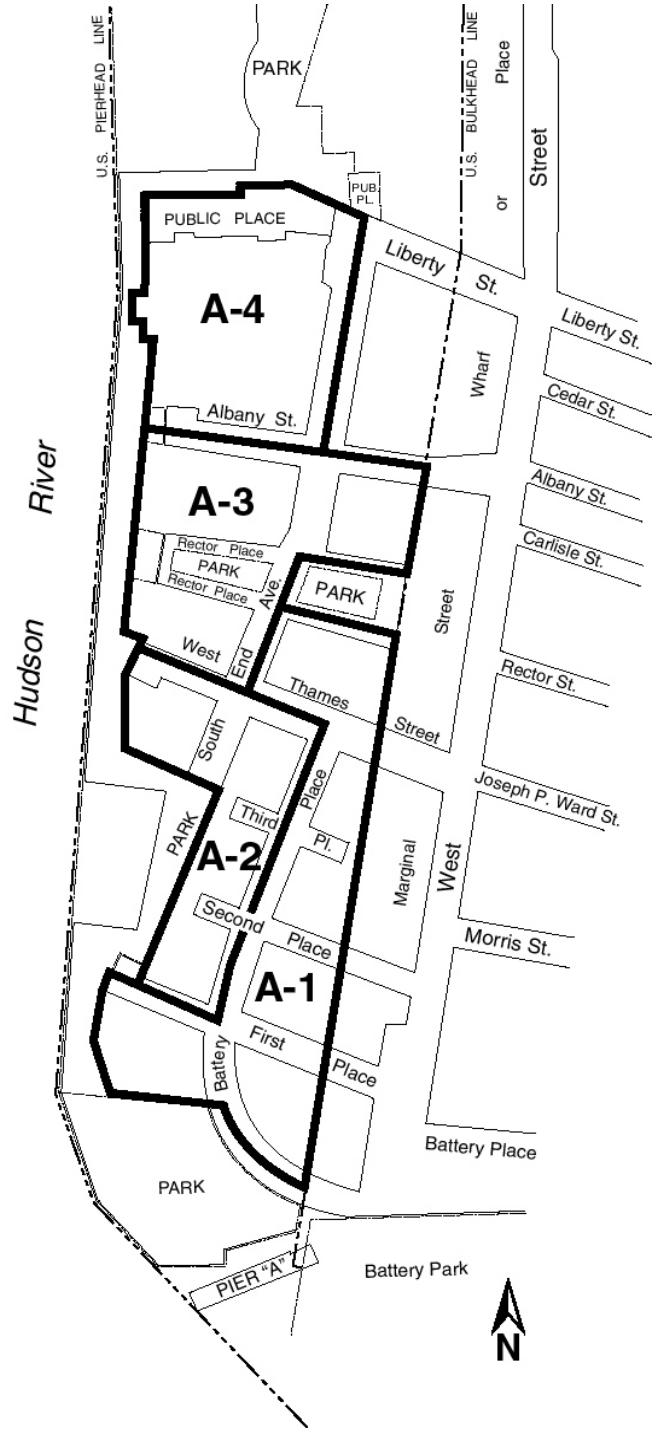 U.S. PIERHEAD LINE
PARK
U.S. BULKHEAD LINE
Place
or
Street
PUB.
PL.
PUBLIC PLACE
Liberty St.
A-4
Liberty St.
Wharf
Cedar St.
Albany St.
Hudson River
Albany St.
A-3
Carlisle St.
Rector Place
PARK
Rector Place
PARK
Street
West
End
Ave.
Rector St.
Thames
Street
South
Place
Joseph P. Ward St.
PARK
Third
Pl.
A-2
Marginal
West
Second
Place
Morris St.
A-1
First
Place
Battery
Battery Place
PARK
PIER "A"
Battery Park
N